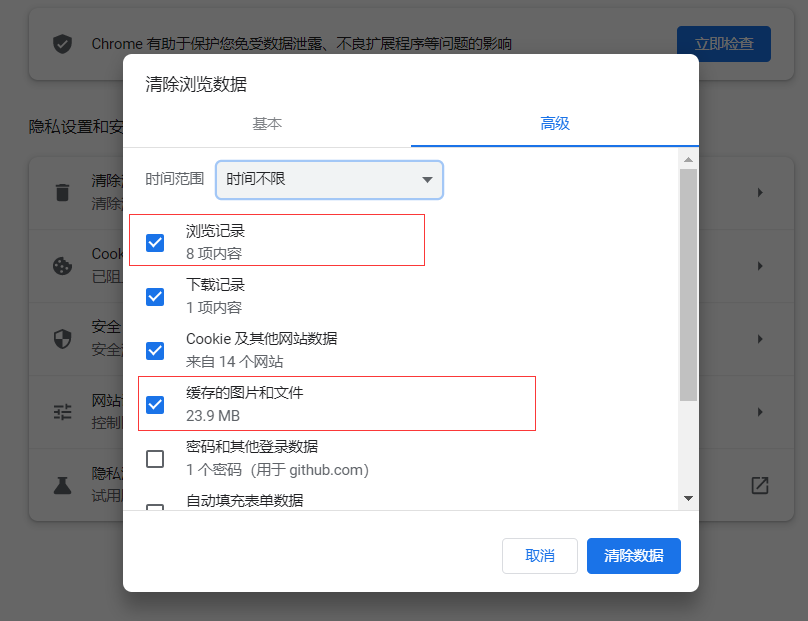 Chrome 有助于保护您免受数据泄露、不良扩展程序等问题的影响
立即检查
清除浏览数据
基本
高级
隐私设置和安
时间范围
时间不限
清除
清除
浏览记录
8 项内容
下载记录
1 项内容
Cook
已阻
Cookie 及其他网站数据
来自 14 个网站
安全
安全
缓存的图片和文件
23.9 MB
网站
控制
密码和其他登录数据
1 个密码（用于 github.com）
隐私
试用
自动填充表单数据
取消
清除数据